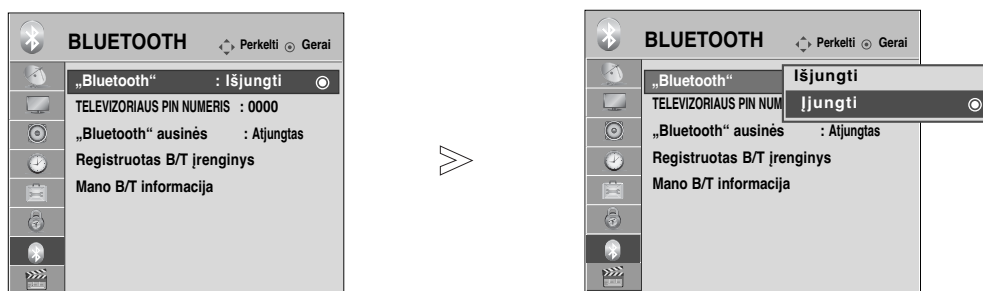 BLUETOOTH Perkelti Gerai
„Bluetooth“ : Išjungti
TELEVIZORIAUS PIN NUMERIS : 0000
„Bluetooth“ ausinės : Atjungtas
Registruotas B/T įrenginys
Mano B/T informacija
BLUETOOTH Perkelti Gerai
„Bluetooth“
Išjungti
Įjungti
TELEVIZORIAUS PIN NUM
„Bluetooth“ ausinės : Atjungtas
Registruotas B/T įrenginys
Mano B/T informacija